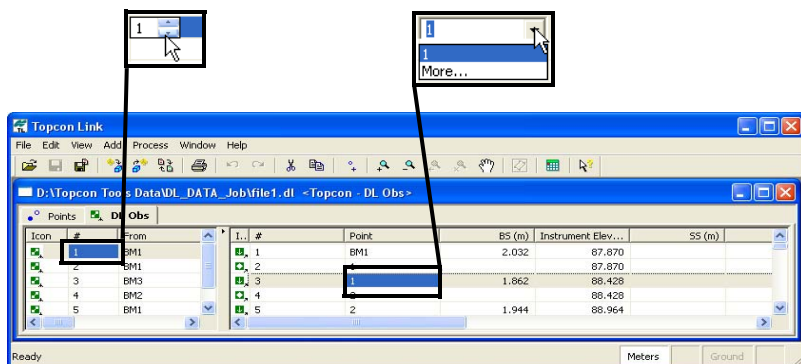 1
1
1
More...
Topcon Link
File Edit View Add Process Window Help
D:\Topcon Tools Data\DL_DATA_Job\file1.dl <Topcon - DL Obs>
Points DL Obs
Icon # From I.. # Point BS (m) Instrument Elev... SS (m)
1 BM1 1 BM1 2.032 87.870
2 BM1 2 87.870
3 BM3 3 1 1.862 88.428
4 BM2 4 88.428
5 BM1 5 2 1.944 88.964
Ready Meters Ground